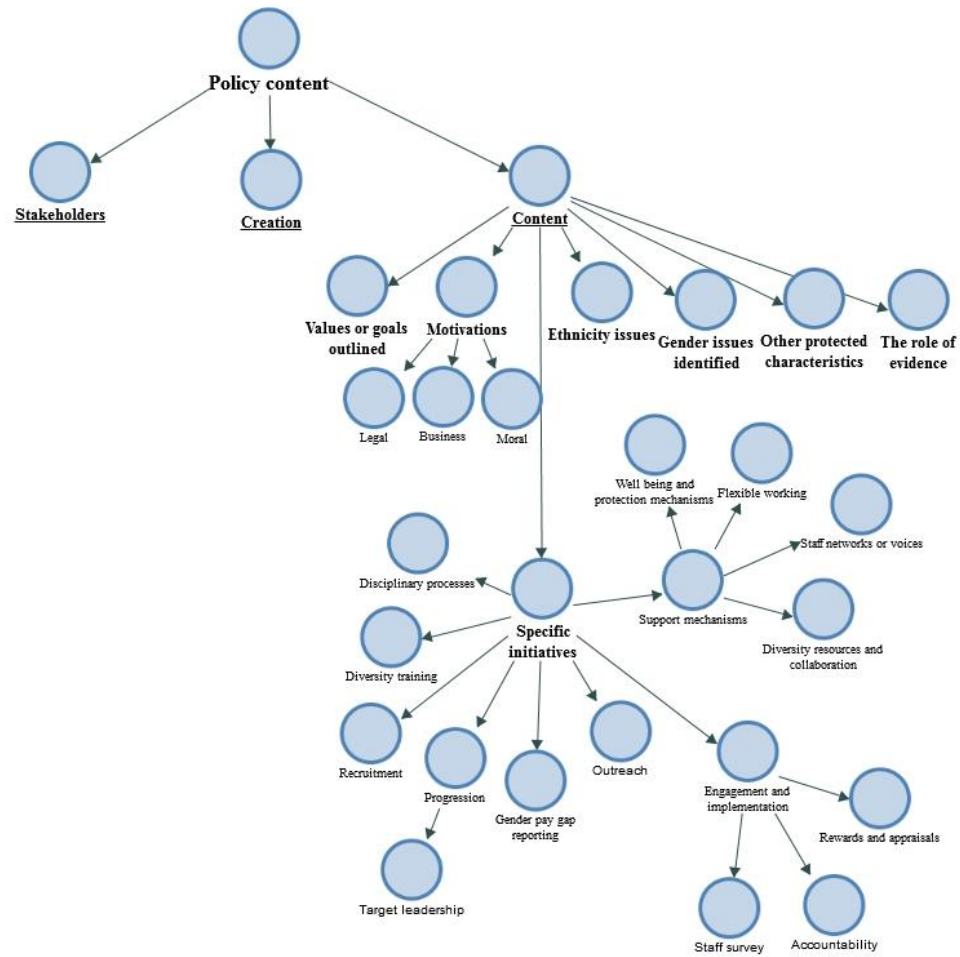 Policy content
Stakeholders
Creation
Content
Values or goals
outlined
Motivations
Ethnicity issues
Gender issues
identified
Other protected
characteristics
The role of
evidence
Legal
Business
Moral
Well being and
protection mechanisms
Flexible working
Staff networks or voices
Disciplinary processes
Support mechanisms
Specific
initiatives
Diversity resources and
collaboration
Diversity training
Recruitment
Progression
Gender pay gap
reporting
Outreach
Engagement and
implementation
Rewards and appraisals
Target leadership
Staff survey
Accountability